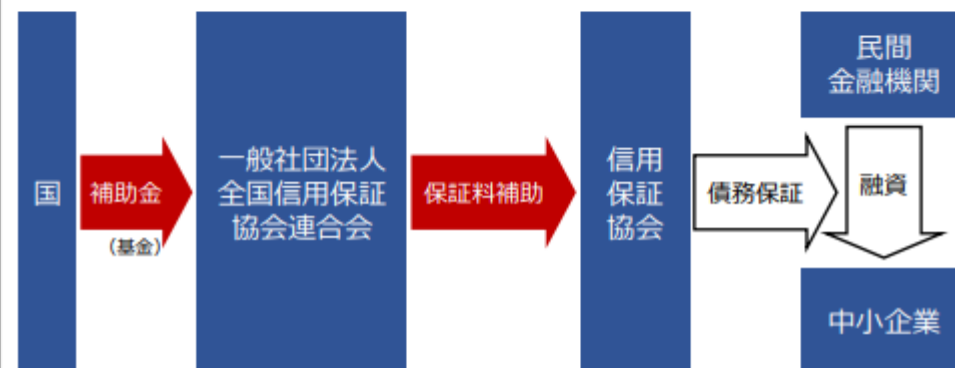 国
補助金
(基金)
一般社団法人
全国信用保証
協会連合会
保証料補助
信用
保証
協会
債務保証
民間
金融機関
融資
中小企業